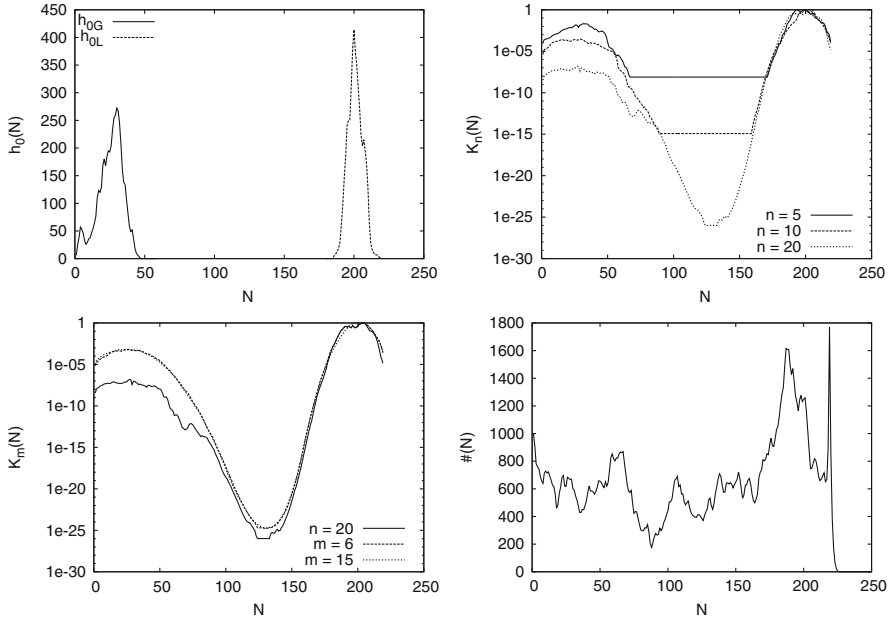 h0(N)
450
400
350
300
250
200
150
100
50
0
h0G
h0L
0 50 100 150 200 250
N
Kn(N)
1
1e-05
1e-10
1e-15
1e-20
1e-25
1e-30
n = 5
n = 10
n = 20
0 50 100 150 200 250
N
Km(N)
1
1e-05
1e-10
1e-15
1e-20
1e-25
1e-30
n = 20
m = 6
m = 15
0 50 100 150 200 250
N
#(N)
1800
1600
1400
1200
1000
800
600
400
200
0
0 50 100 150 200 250
N